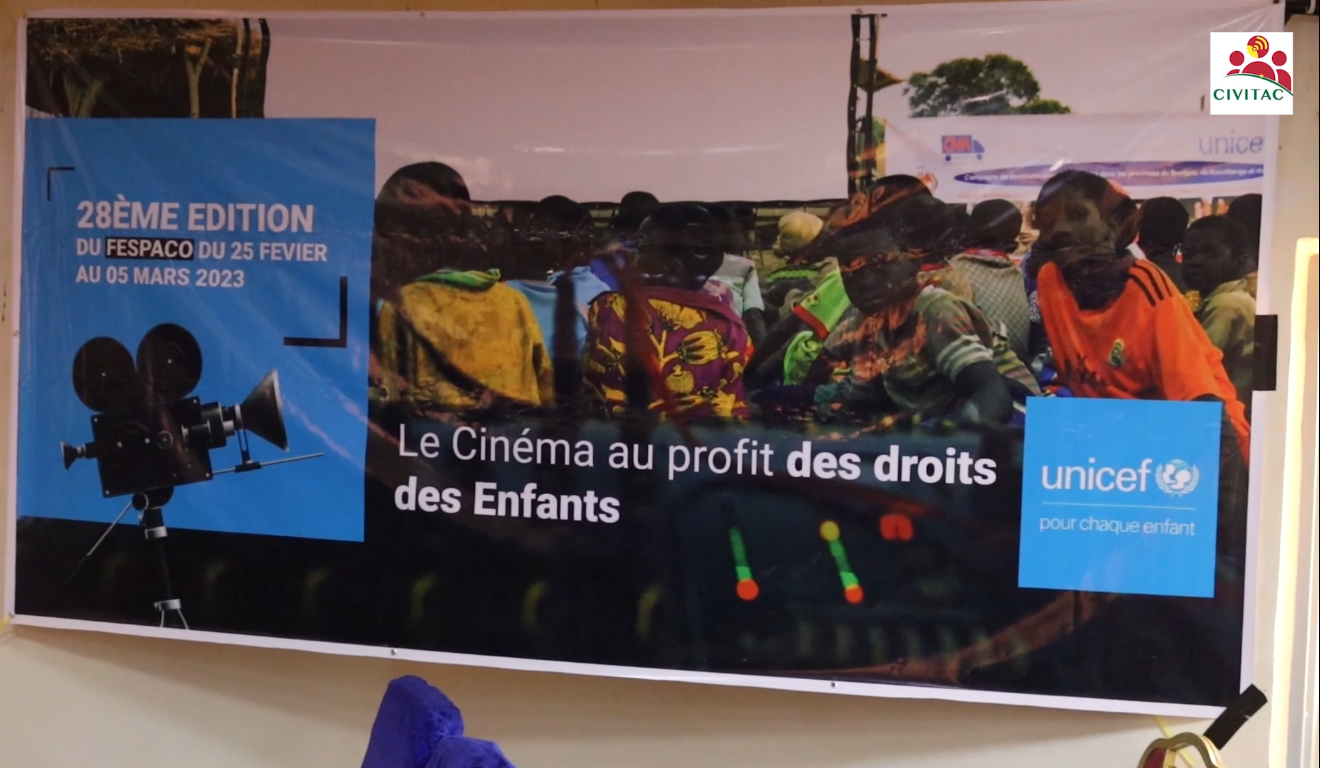 CIVITAC
unice
28ÈME EDITION
DU FESPACO DU 25 FEVIER
AU 05 MARS 2023
Le Cinéma au profit des droits
des Enfants
unicef
pour chaque enfant